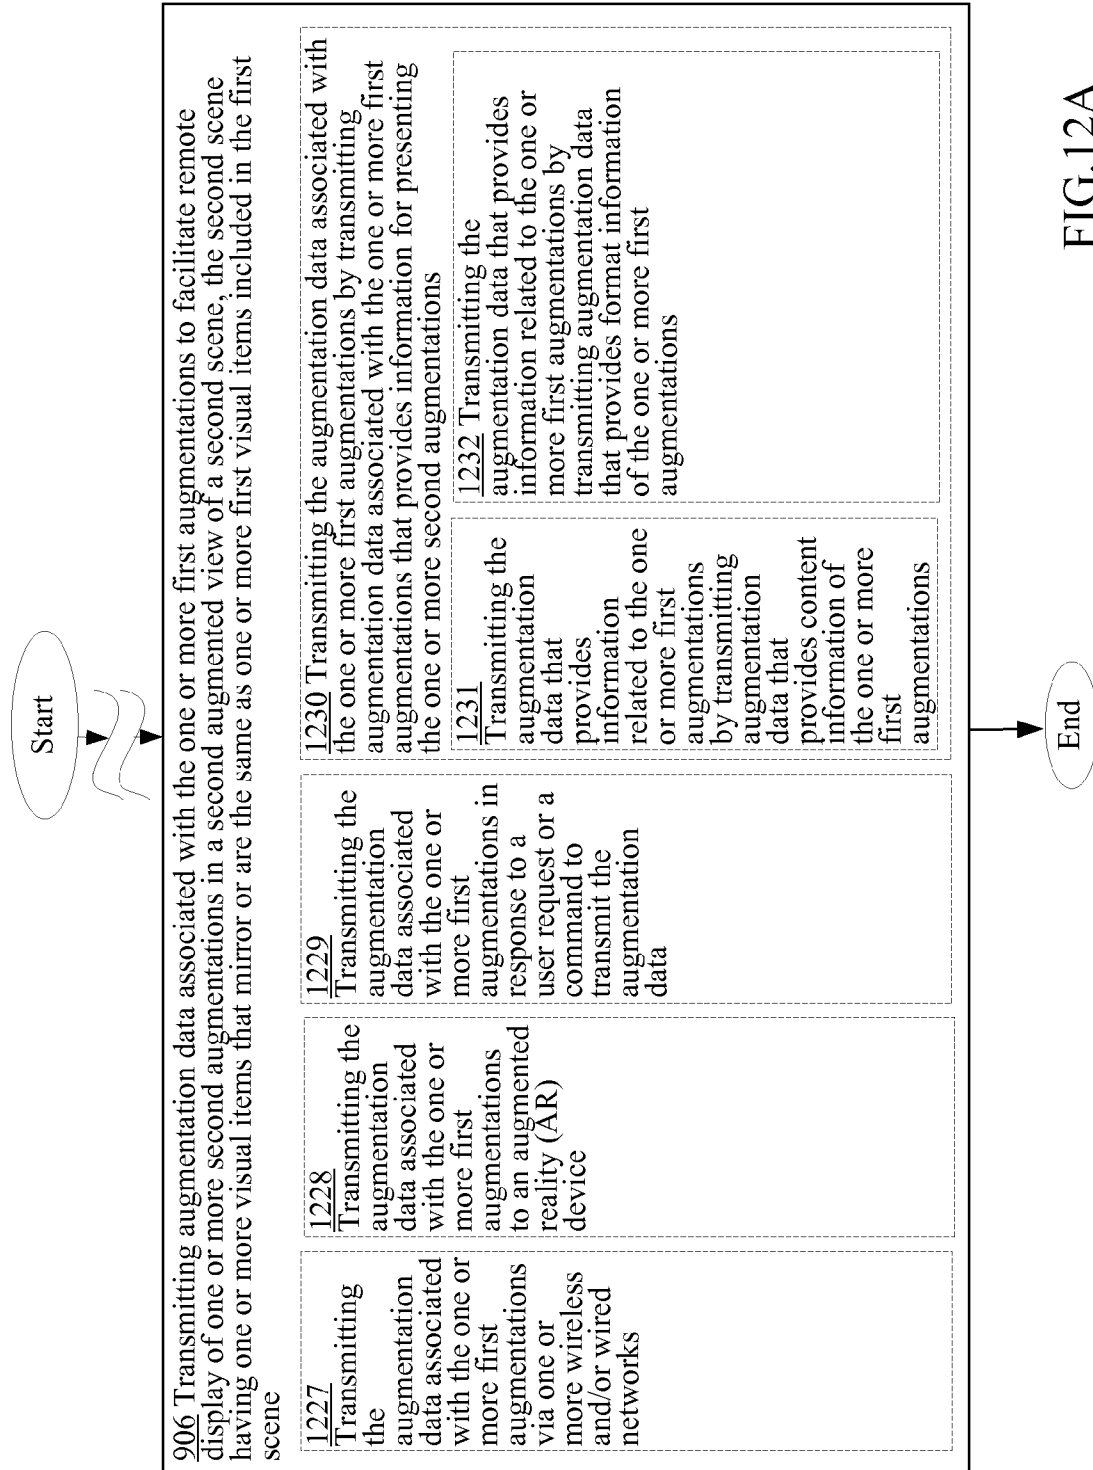 Start
906 Transmitting augmentation data associated with the one or more first augmentations to facilitate remote
display of one or more second augmentations in a second augmented view of a second scene, the second scene
having one or more visual items that mirror or are the same as one or more first visual items included in the first
scene
1227
Transmitting
the
augmentation
data associated
with the one or
more first
augmentations
via one or
more wireless
and/or wired
networks
1228
Transmitting the
augmentation
data associated
with the one or
more first
augmentations
to an augmented
reality (AR)
device
1229
Transmitting the
augmentation
data associated
with the one or
more first
augmentations in
response to a
user request or a
command to
transmit the
augmentation
data
1230 Transmitting the augmentation data associated with
the one or more first augmentations by transmitting
augmentation data associated with the one or more first
augmentations that provides information for presenting
the one or more second augmentations
1231
Transmitting the
augmentation
data that
provides
information
related to the one
or more first
augmentations
by transmitting
augmentation
data that
provides content
information of
the one or more
first
augmentations
1232 Transmitting the
augmentation data that provides
information related to the one or
more first augmentations by
transmitting augmentation data
that provides format information
of the one or more first
augmentations
End
FIG.12A